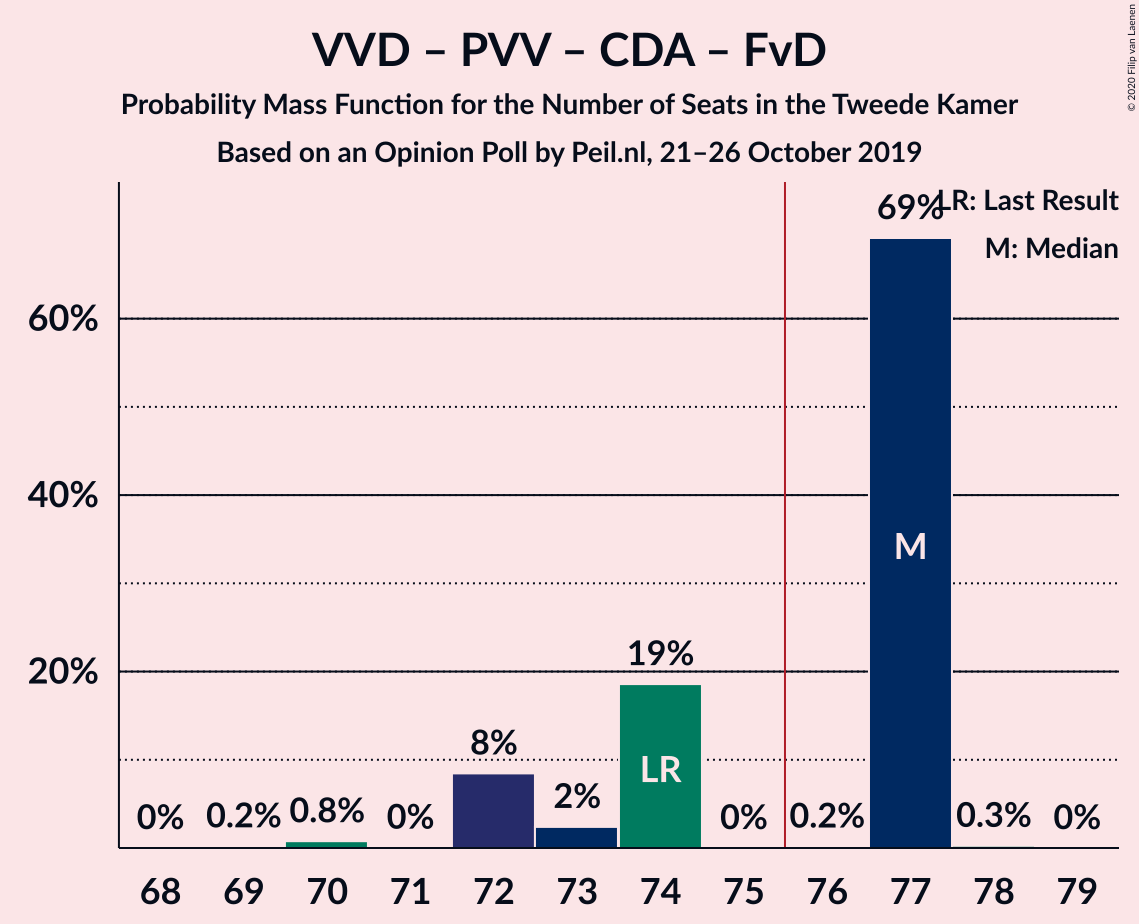 VVD – PVV – CDA – FvD
Probability Mass Function for the Number of Seats in the Tweede Kamer
Based on an Opinion Poll by Peil.nl, 21–26 October 2019
© 2020 Filip van Laenen
LR: Last Result
M: Median
60%
40%
20%
0%
0.2%
0.8%
0%
8%
2%
19%
LR
0%
0.2%
69%
M
0.3%
0%
68 69 70 71 72 73 74 75 76 77 78 79